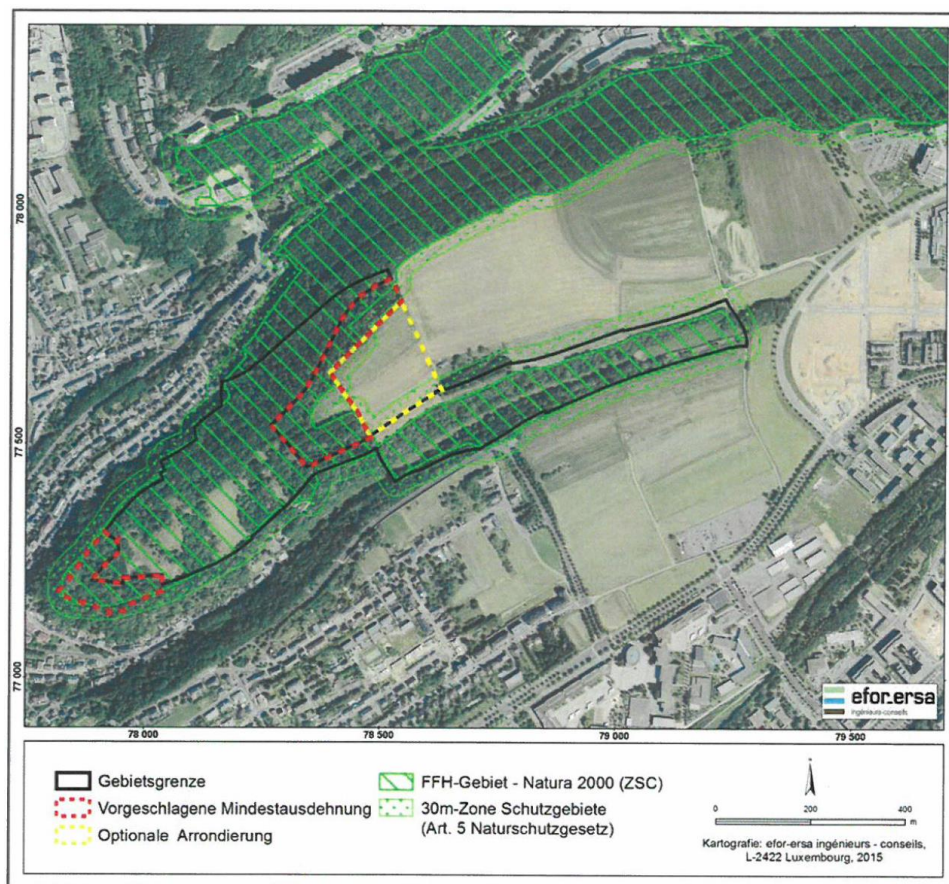 78 000
77 500
77 000
78 000
78 500
79 000
79 500
efor-ersa
ingénieurs-conseils
Gebietsgrenze
Vorgeschlagene Mindestausdehnung
Optionale Arrondierung
FFH-Gebiet - Natura 2000 (ZSC)
30m-Zone Schutzgebiete
(Art. 5 Naturschutzgesetz)
0 200 400
m
Kartografie: efor-ersa ingénieurs - conseils,
L-2422 Luxembourg, 2015